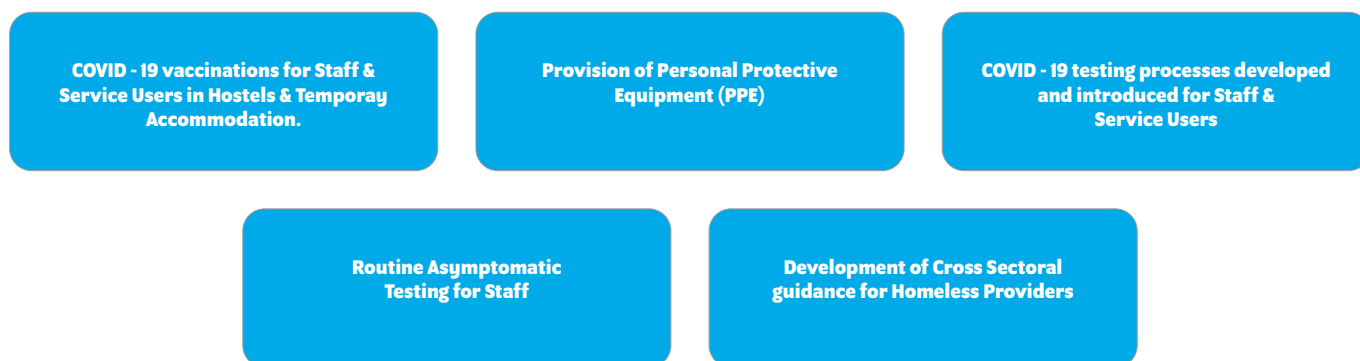 COVID - 19 vaccinations for Staff &
Service Users in Hostels & Temporay
Accommodation.
Provision of Personal Protective
Equipment (PPE)
COVID - 19 testing processes developed
and introduced for Staff &
Service Users
Routine Asymptomatic
Testing for Staff
Development of Cross Sectoral
guidance for Homeless Providers